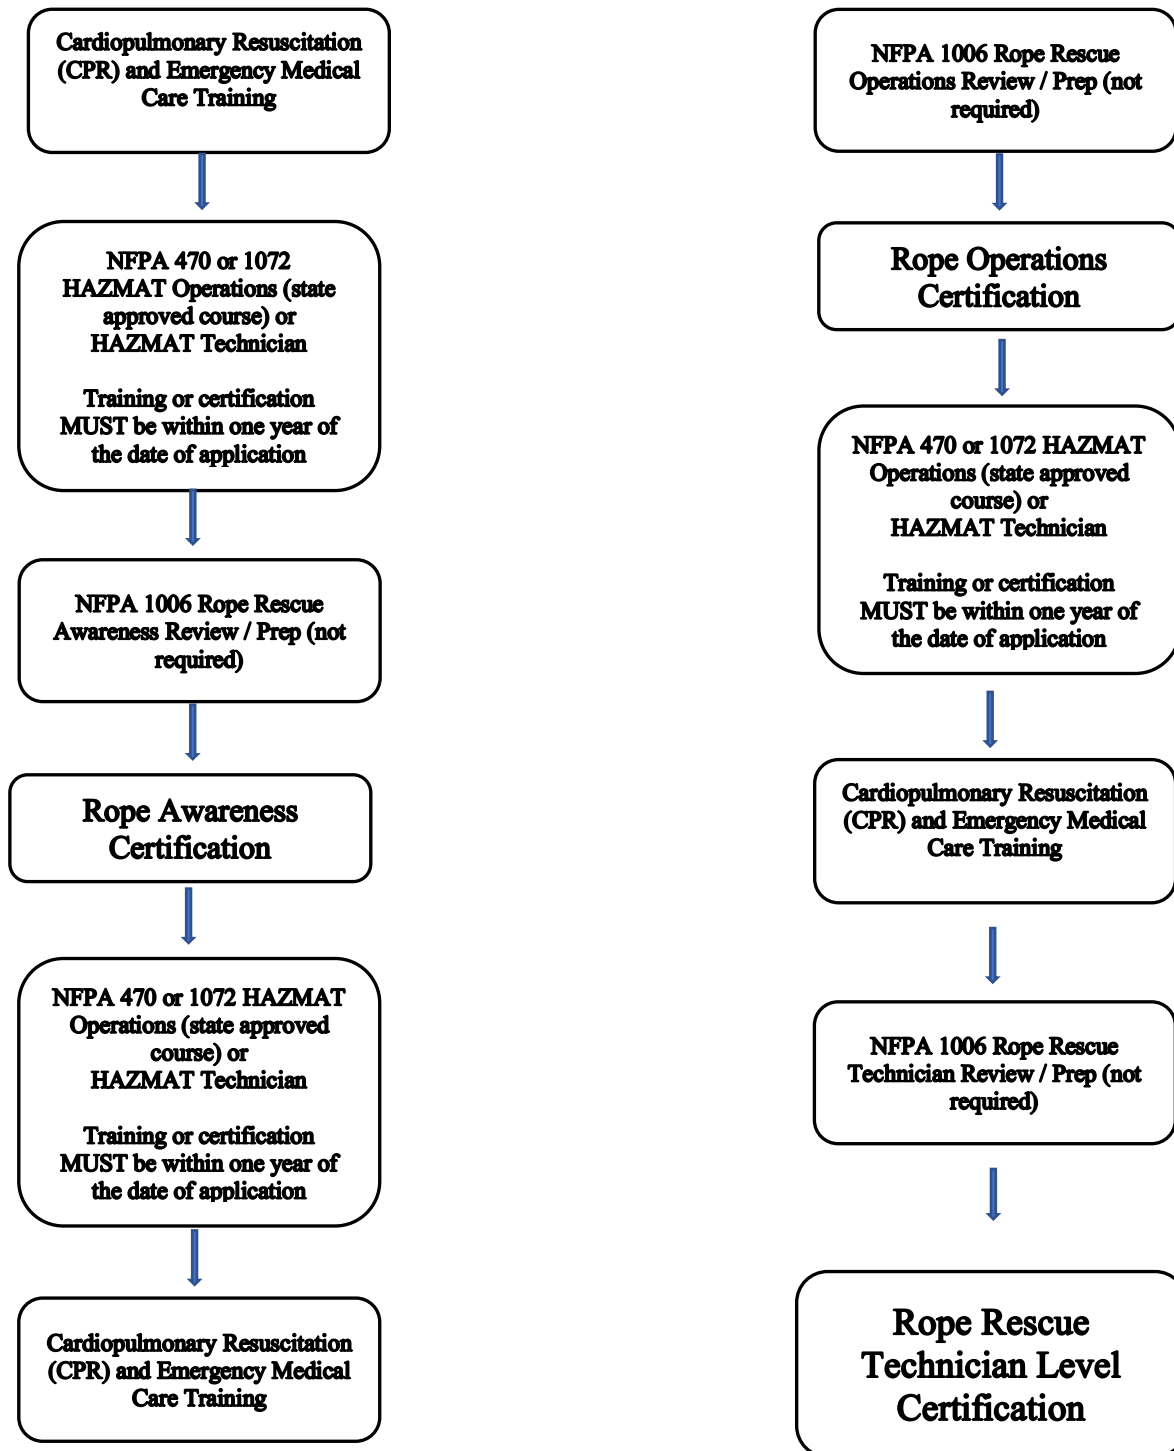 Cardiopulmonary Resuscitation
(CPR) and Emergency Medical
Care Training
NFPA 470 or 1072
HAZMAT Operations (state
approved course) or
HAZMAT Technician
Training or certification
MUST be within one year of
the date of application
NFPA 1006 Rope Rescue
Awareness Review / Prep (not
required)
Rope Awareness
Certification
NFPA 470 or 1072 HAZMAT
Operations (state approved
course) or
HAZMAT Technician
Training or certification
MUST be within one year of
the date of application
Cardiopulmonary Resuscitation
(CPR) and Emergency Medical
Care Training
NFPA 1006 Rope Rescue
Operations Review / Prep (not
required)
Rope Operations
Certification
NFPA 470 or 1072 HAZMAT
Operations (state approved
course) or
HAZMAT Technician
Training or certification
MUST be within one year of
the date of application
Cardiopulmonary Resuscitation
(CPR) and Emergency Medical
Care Training
NFPA 1006 Rope Rescue
Technician Review / Prep (not
required)
Rope Rescue
Technician Level
Certification